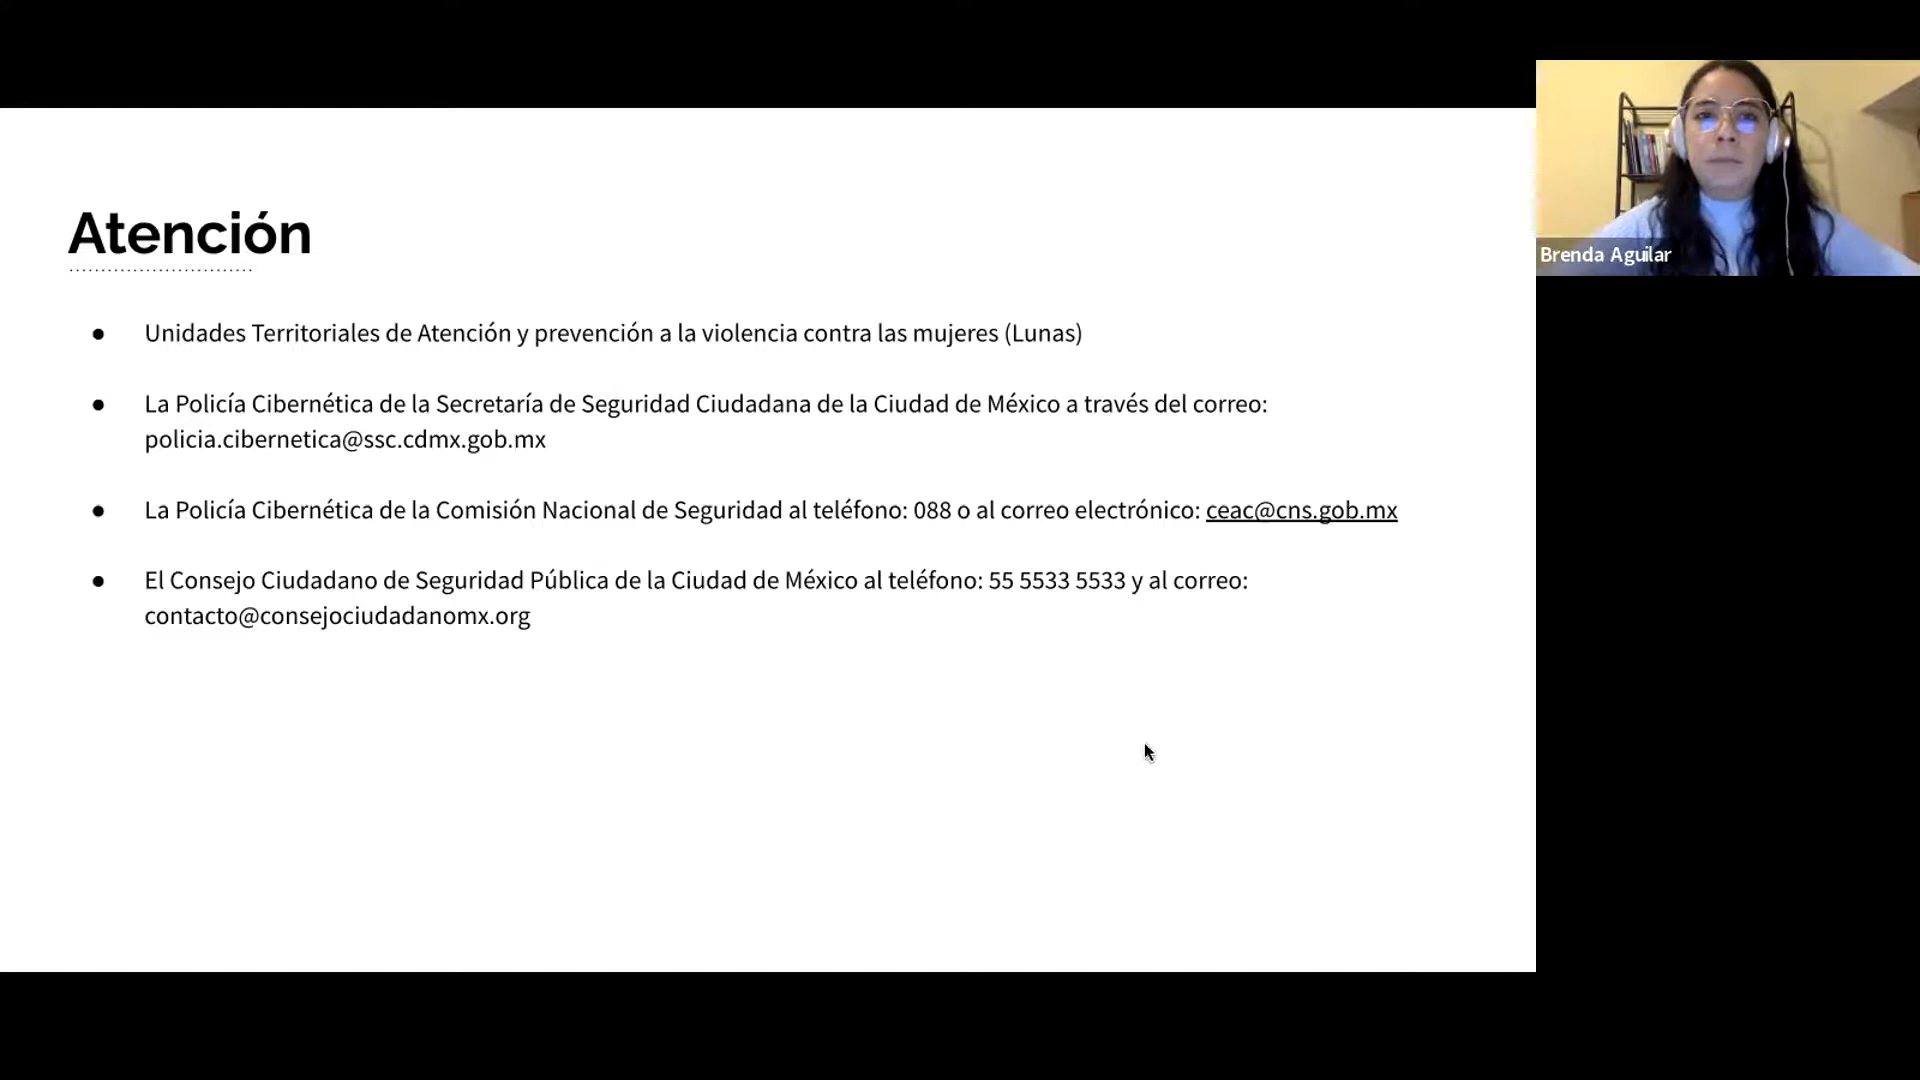 Atención
● Unidades Territoriales de Atención y prevención a la violencia contra las mujeres (Lunas)
● La Policía Cibernética de la Secretaría de Seguridad Ciudadana de la Ciudad de México a través del correo:
policia.cibernetica@ssc.cdmx.gob.mx
● La Policía Cibernética de la Comisión Nacional de Seguridad al teléfono: 088 o al correo electrónico: ceac@cns.gob.mx
● El Consejo Ciudadano de Seguridad Pública de la Ciudad de México al teléfono: 55 5533 5533 y al correo:
contacto@consejociudadanomx.org
Brenda Aguilar